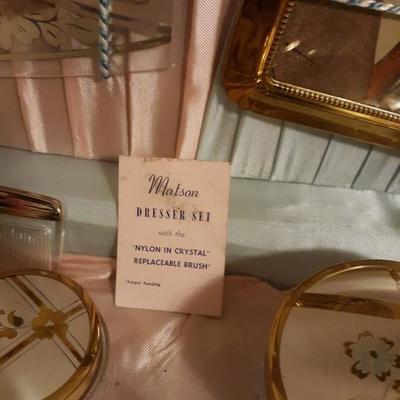 Matson
DRESSER SET
with the
"NYLON IN CRYSTAL"
REPLACEABLE BRUSH"
*Patent Pending